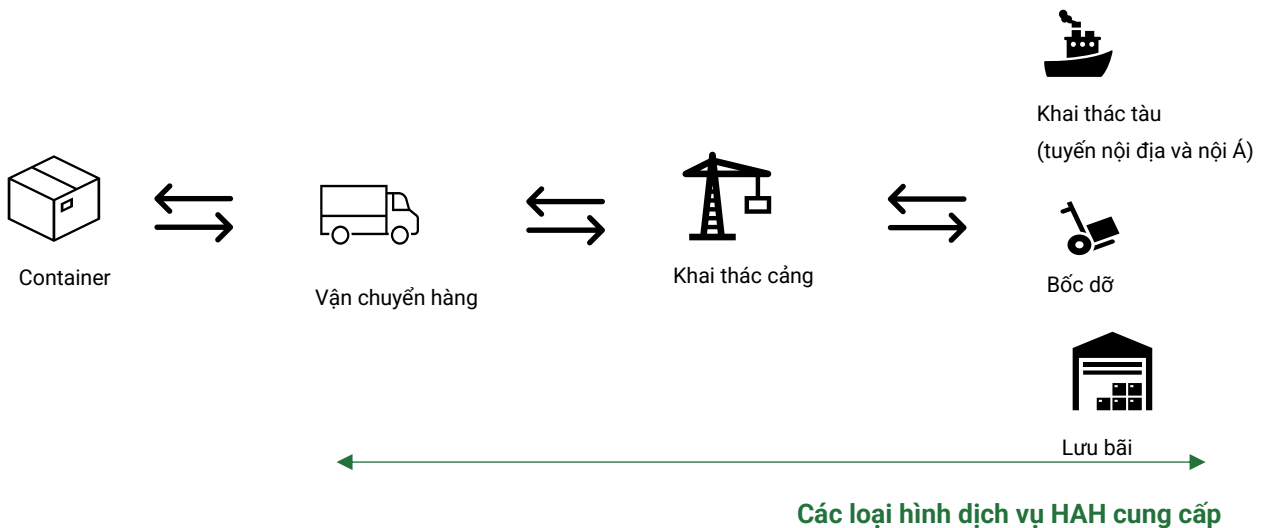 Khai thác tàu
(tuyến nội địa và nội Á)
Container
Vận chuyển hàng
Khai thác cảng
Bốc dỡ
Lưu bãi
Các loại hình dịch vụ HAH cung cấp